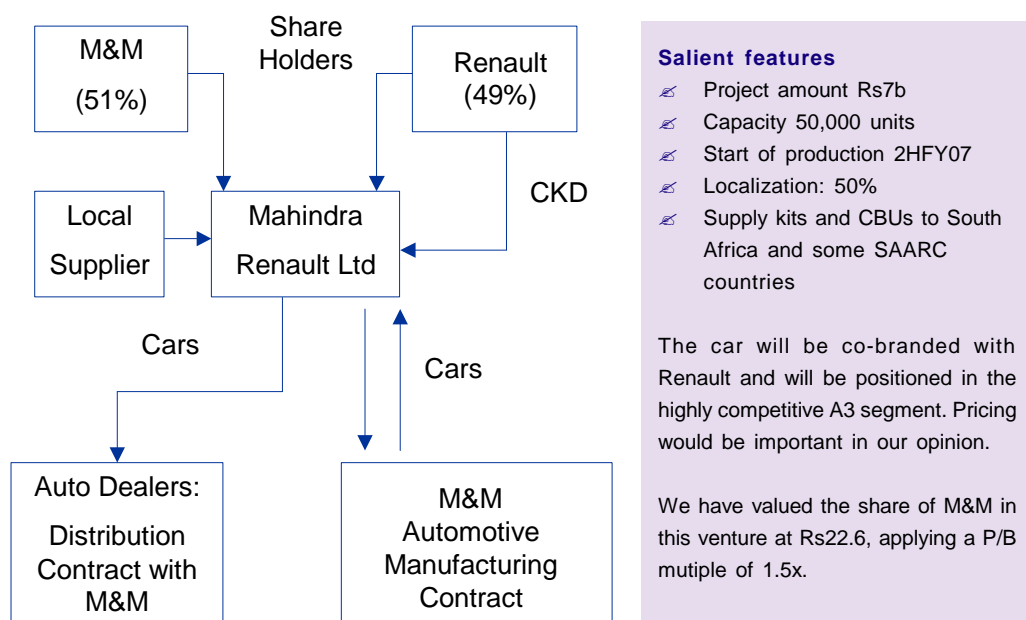 M&M
(51%)
Share
Holders
Renault
(49%)
CKD
Local
Supplier
Mahindra
Renault Ltd
Cars
Cars
Auto Dealers:
Distribution
Contract with
M&M
M&M
Automotive
Manufacturing
Contract
Salient features
Project amount Rs7b
Capacity 50,000 units
Start of production 2HFY07
Localization: 50%
Supply kits and CBUs to South
Africa and some SAARC
countries
The car will be co-branded with
Renault and will be positioned in the
highly competitive A3 segment. Pricing
would be important in our opinion.
We have valued the share of M&M in
this venture at Rs22.6, applying a P/B
mutiple of 1.5x.